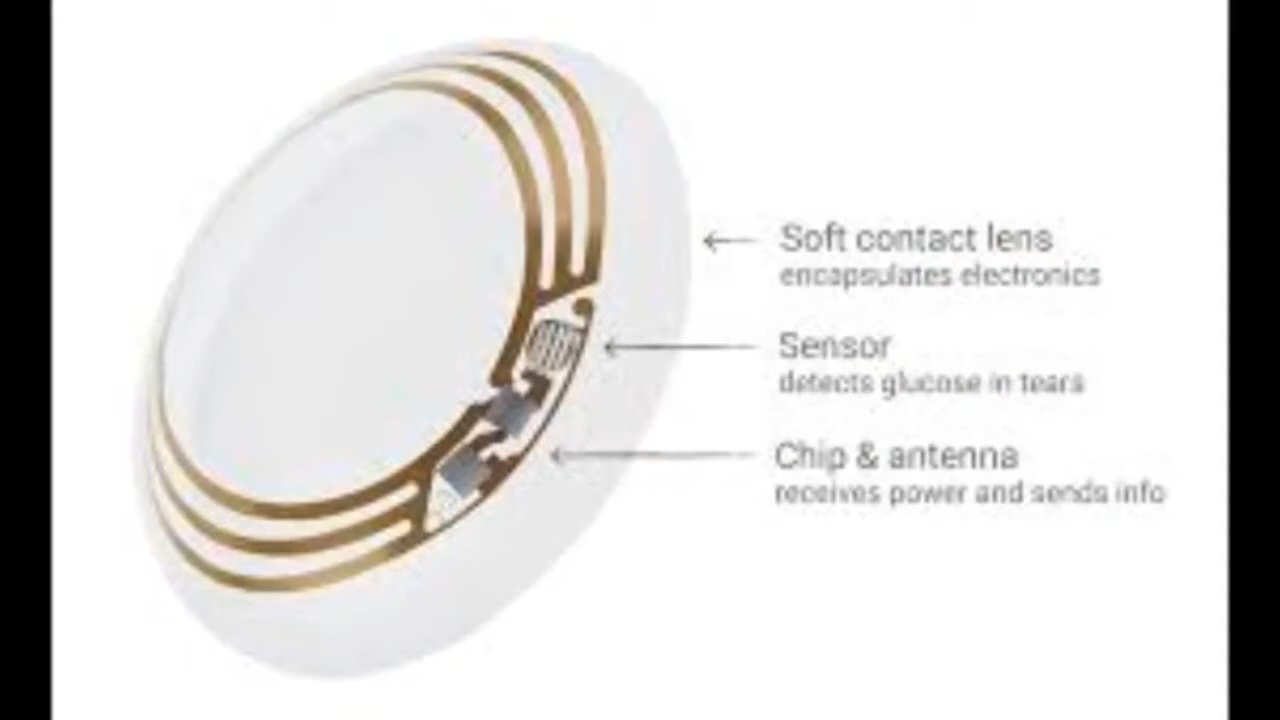 Soft contact lens
encapsulates electronics
Sensor
detects glucose in tears
Chip & antenna
receives power and sends info